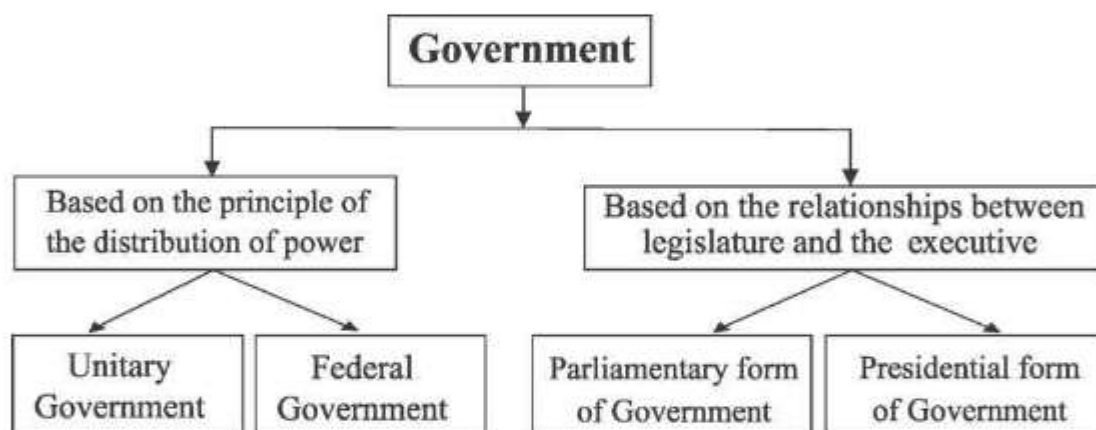 Government
Based on the principle of
the distribution of power
Based on the relationships between
legislature and the executive
Unitary
Government
Federal
Government
Parliamentary form
of Government
Presidential form
of Government